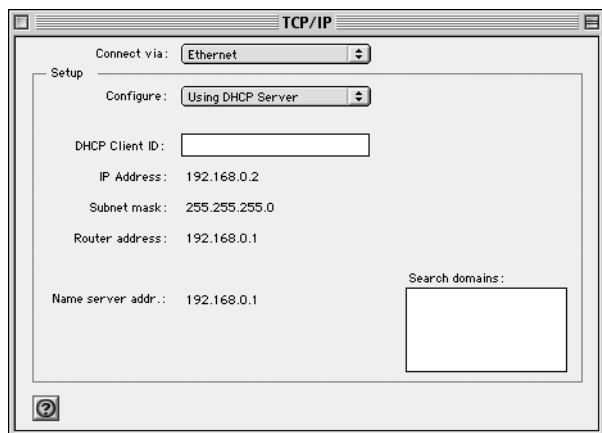 TCP/IP
Connect via: Ethernet
Setup
Configure: Using DHCP Server
DHCP Client ID:
IP Address: 192.168.0.2
Subnet mask: 255.255.255.0
Router address: 192.168.0.1
Search domains:
Name server addr.: 192.168.0.1
?